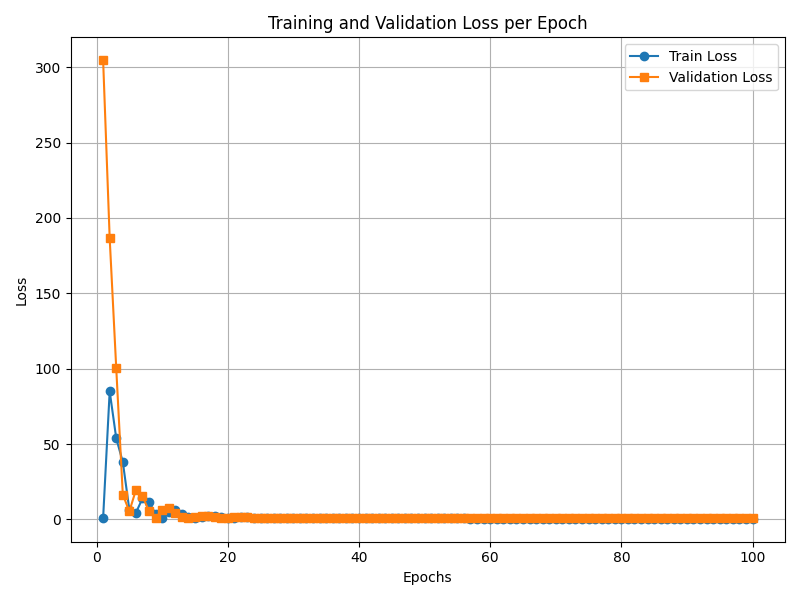 Training and Validation Loss per Epoch
Train Loss
Validation Loss
300
250
200
150
100
50
0
Loss
0 20 40 60 80 100
Epochs